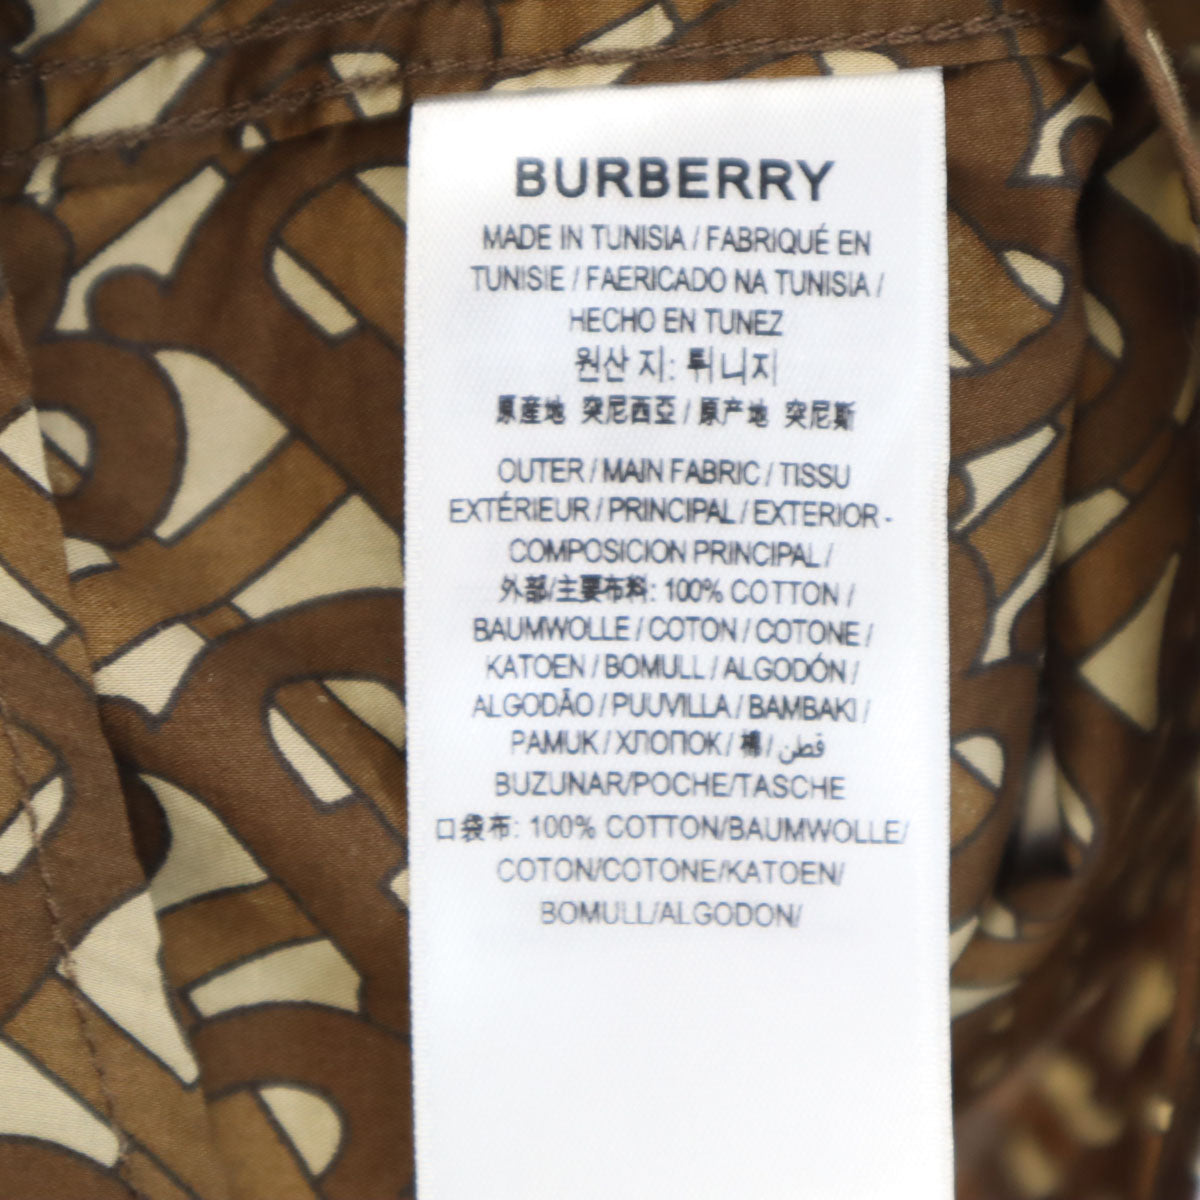 BURBERRY
MADE IN TUNISIA / FABRIQUÉ EN
TUNISIE / FAERICADO NA TUNISIA /
HECHO EN TUNEZ
원산 지: 튀 니지
原産地 突尼西亞 / 原产地 突尼斯
OUTER / MAIN FABRIC / TISSU
EXTÉRIEUR / PRINCIPAL / EXTERIOR -
COMPOSICION PRINCIPAL /
外部/主要布料: 100% COTTON /
BAUMWOLLE / COTON / COTONE /
KATOEN / BOMULL / ALGODÓN /
ALGODÃO / PUUVILLA / BAMBAKI /
PAMUK / ХЛОПОК / 棉 / قطن
BUZUNAR/POCHE/TASCHE
口袋布: 100% COTTON/BAUMWOLLE/
COTON/COTONE/KATOEN/
BOMULL/ALGODON/